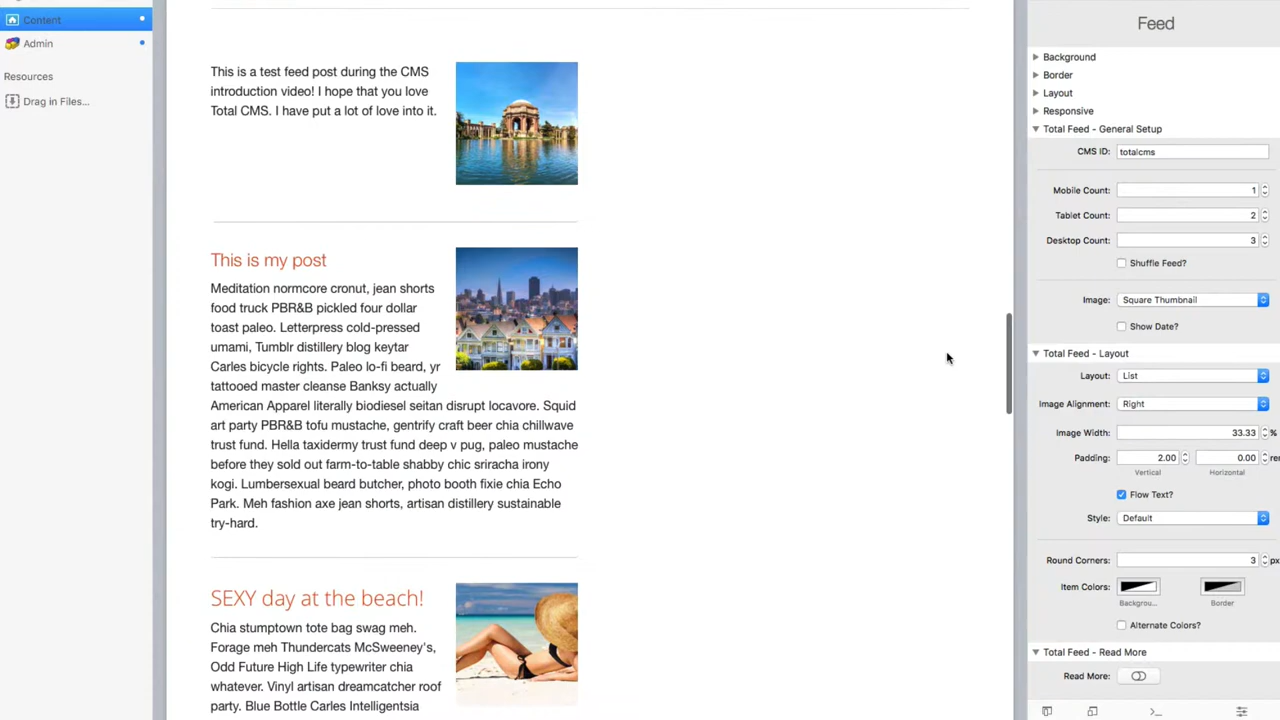 Content
Admin
Resources
Drag in Files...
This is a test feed post during the CMS
introduction video! I hope that you love
Total CMS. I have put a lot of love into it.
This is my post
Meditation normcore cronut, jean shorts
food truck PBR&B pickled four dollar
toast paleo. Letterpress cold-pressed
umami, Tumblr distillery blog keytar
Carles bicycle rights. Paleo lo-fi beard, yr
tattooed master cleanse Banksy actually
American Apparel literally biodiesel seitan disrupt locavore. Squid
art party PBR&B tofu mustache, gentrify craft beer chia chillwave
trust fund. Hella taxidermy trust fund deep v pug, paleo mustache
before they sold out farm-to-table shabby chic sriracha irony
kogi. Lumbersexual beard butcher, photo booth fixie chia Echo
Park. Meh fashion axe jean shorts, artisan distillery sustainable
try-hard.
SEXY day at the beach!
Chia stumptown tote bag swag meh.
Forage meh Thundercats McSweeney's,
Odd Future High Life typewriter chia
whatever. Vinyl artisan dreamcatcher roof
party. Blue Bottle Carles Intelligentsia
Feed
Background
Border
Layout
Responsive
Total Feed - General Setup
CMS ID: totalcms
Mobile Count: 1
Tablet Count: 2
Desktop Count: 3
Shuffle Feed?
Image: Square Thumbnail
Show Date?
Total Feed - Layout
Layout: List
Image Alignment: Right
Image Width: 33.33 %
Padding: 2.00 0.00 rem
Vertical Horizontal
Flow Text?
Style: Default
Round Corners: 3 px
Item Colors:
Backgrou... Border
Alternate Colors?
Total Feed - Read More
Read More: